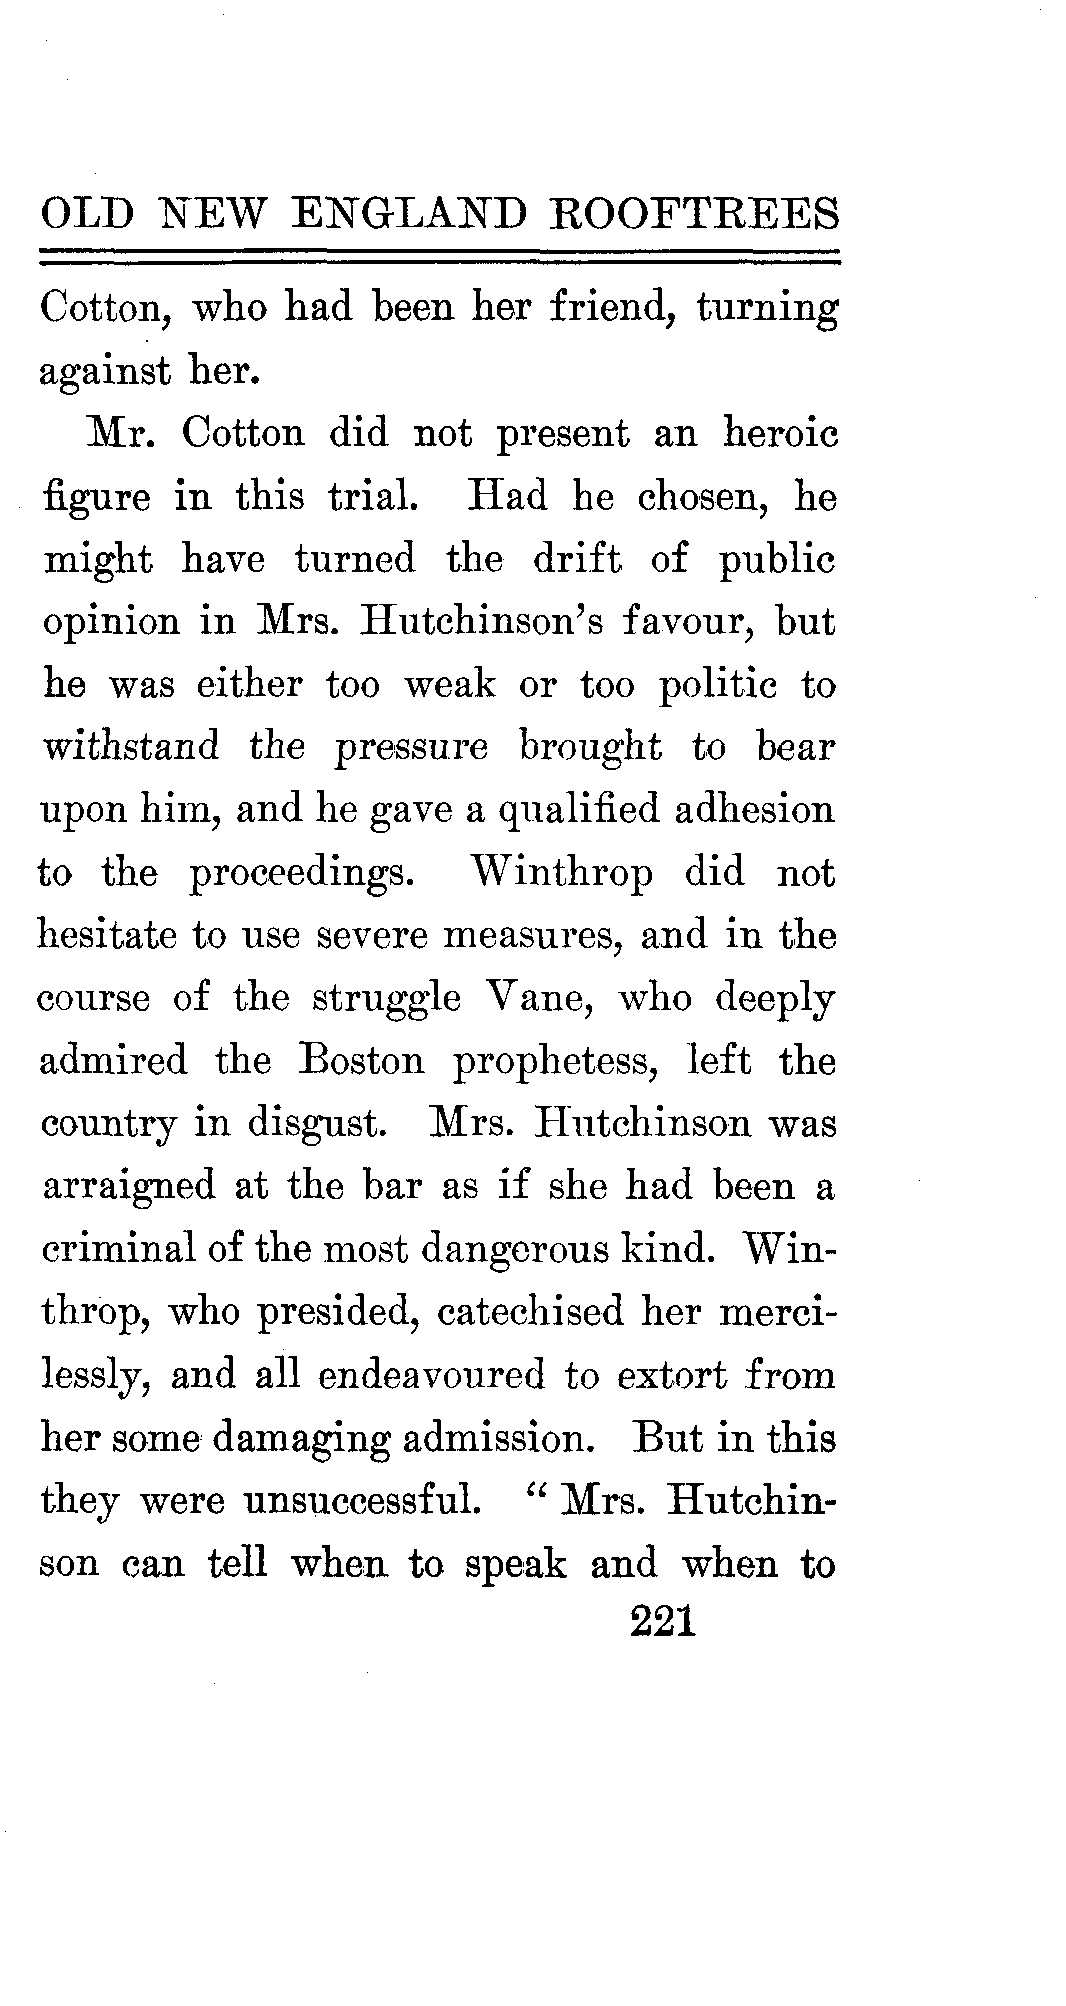 OLD NEW ENGLAND ROOFTREES
Cotton, who had been her friend, turning
against her.
Mr. Cotton did not present an heroic
figure in this trial. Had he chosen, he
might have turned the drift of public
opinion in Mrs. Hutchinson's favour, but
he was either too weak or too politic to
withstand the pressure brought to bear
upon him, and he gave a qualified adhesion
to the proceedings. Winthrop did not
hesitate to use severe measures, and in the
course of the struggle Vane, who deeply
admired the Boston prophetess, left the
country in disgust. Mrs. Hutchinson was
arraigned at the bar as if she had been a
criminal of the most dangerous kind. Win-
throp, who presided, catechised her merci-
lessly, and all endeavoured to extort from
her some damaging admission. But in this
they were unsuccessful. “ Mrs. Hutchin-
son can tell when to speak and when to
221